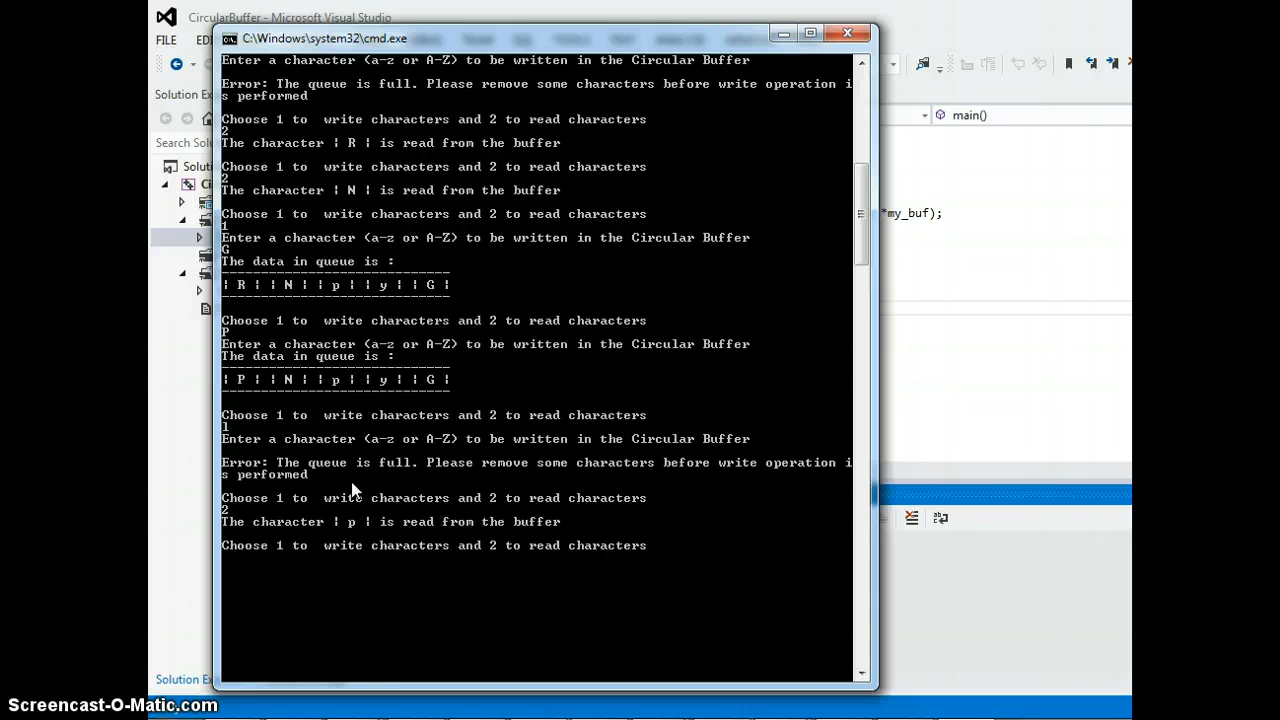 CircularBuffer - Microsoft Visual Studio
FILE
C:\Windows\system32\cmd.exe
Enter a character (a-z or A-Z) to be written in the Circular Buffer
Error: The queue is full. Please remove some characters before write operation i
s performed
Choose 1 to  write characters and 2 to read characters
2
The character ¦ R ¦ is read from the buffer
Choose 1 to  write characters and 2 to read characters
2
The character ¦ N ¦ is read from the buffer
Choose 1 to  write characters and 2 to read characters
1
Enter a character (a-z or A-Z) to be written in the Circular Buffer
G
The data in queue is :
-----------------------------
¦ R ¦ ¦ N ¦ ¦ p ¦ ¦ y ¦ ¦ G ¦
-----------------------------
Choose 1 to  write characters and 2 to read characters
P
Enter a character (a-z or A-Z) to be written in the Circular Buffer
The data in queue is :
-----------------------------
¦ P ¦ ¦ N ¦ ¦ p ¦ ¦ y ¦ ¦ G ¦
-----------------------------
Choose 1 to  write characters and 2 to read characters
l
Enter a character (a-z or A-Z) to be written in the Circular Buffer
Error: The queue is full. Please remove some characters before write operation i
s performed
Choose 1 to  write characters and 2 to read characters
2
The character ¦ p ¦ is read from the buffer
Choose 1 to  write characters and 2 to read characters
Solution Ex
Search Solu
Soluti
Ci
main()
*my_buf);
Solution Ex
Screencast-O-Matic.com